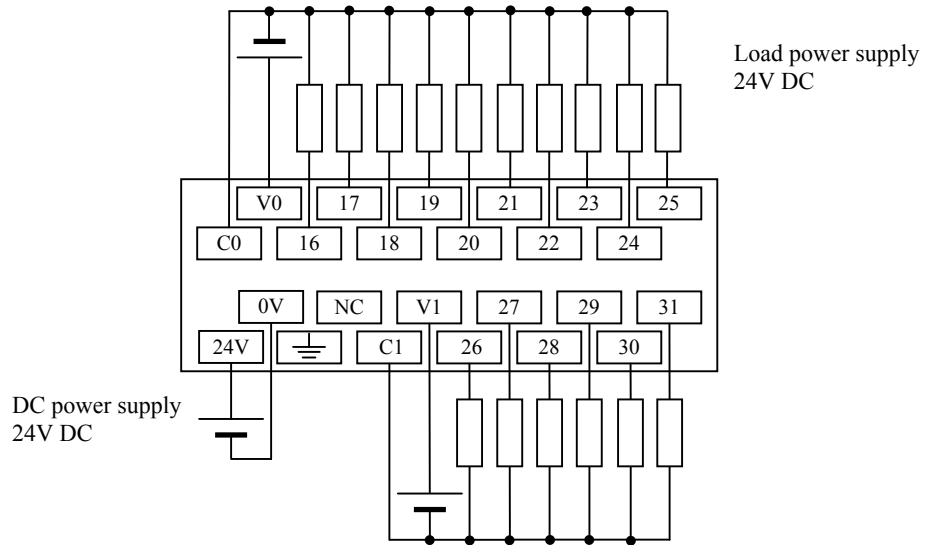 Load power supply
24V DC
V0 17 19 21 23 25
C0 16 18 20 22 24
0V NC V1 27 29 31
24V C1 26 28 30
DC power supply
24V DC